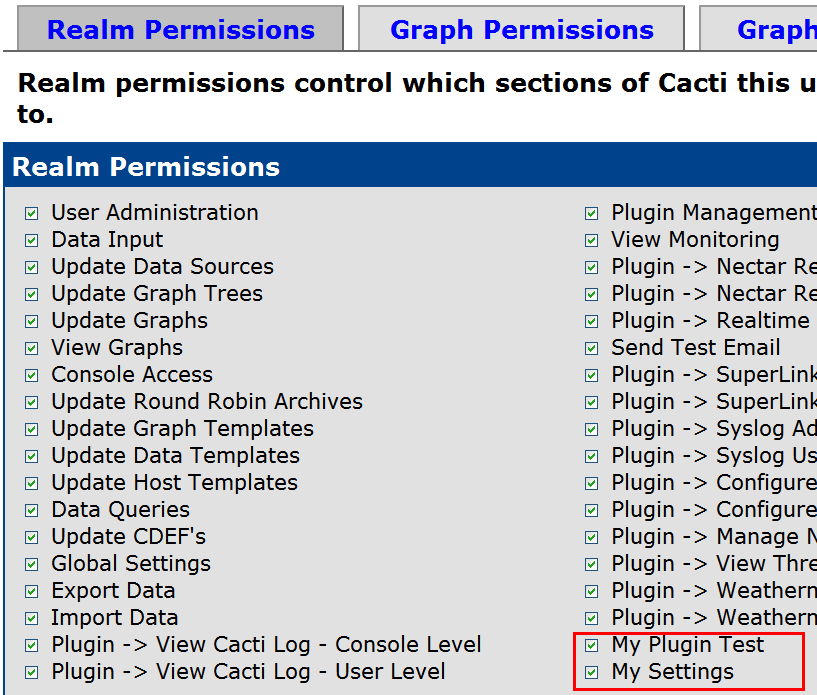 Realm Permissions
Graph Permissions
Graph
Realm permissions control which sections of Cacti this u
to.
Realm Permissions
User Administration
Data Input
Update Data Sources
Update Graph Trees
Update Graphs
View Graphs
Console Access
Update Round Robin Archives
Update Graph Templates
Update Data Templates
Update Host Templates
Data Queries
Update CDEF's
Global Settings
Export Data
Import Data
Plugin -> View Cacti Log - Console Level
Plugin -> View Cacti Log - User Level
Plugin Management
View Monitoring
Plugin -> Nectar Re
Plugin -> Nectar Re
Plugin -> Realtime
Send Test Email
Plugin -> SuperLink
Plugin -> SuperLink
Plugin -> Syslog Ad
Plugin -> Syslog Us
Plugin -> Configure
Plugin -> Configure
Plugin -> Manage N
Plugin -> View Thre
Plugin -> Weatherm
Plugin -> Weatherm
My Plugin Test
My Settings